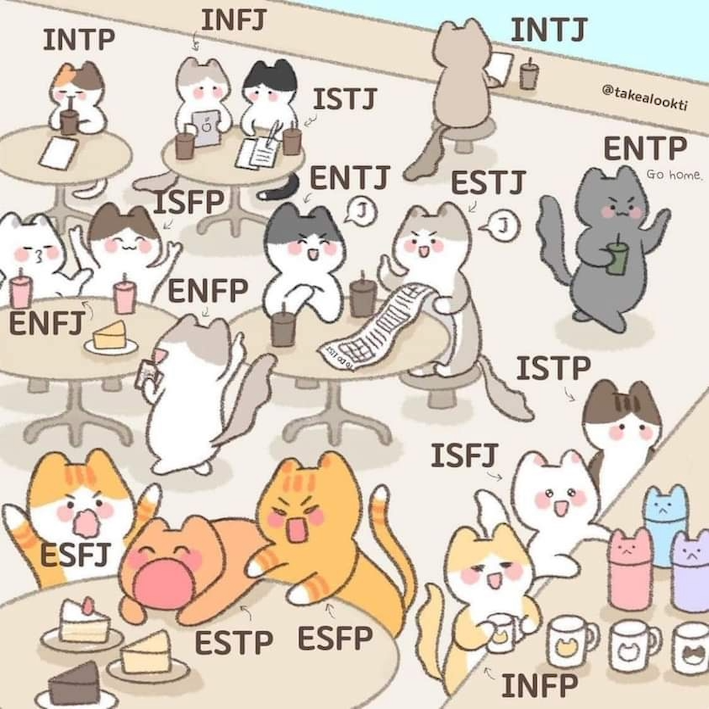 INFJ
INTP
INTJ
@takealookti
ISTJ
ENTP
Go home.
ENTJ
ESTJ
ISFP
J
J
ENFP
ENFJ
TO DO LIST
ISTP
ISFJ
ESFJ
ESTP
ESFP
INFP